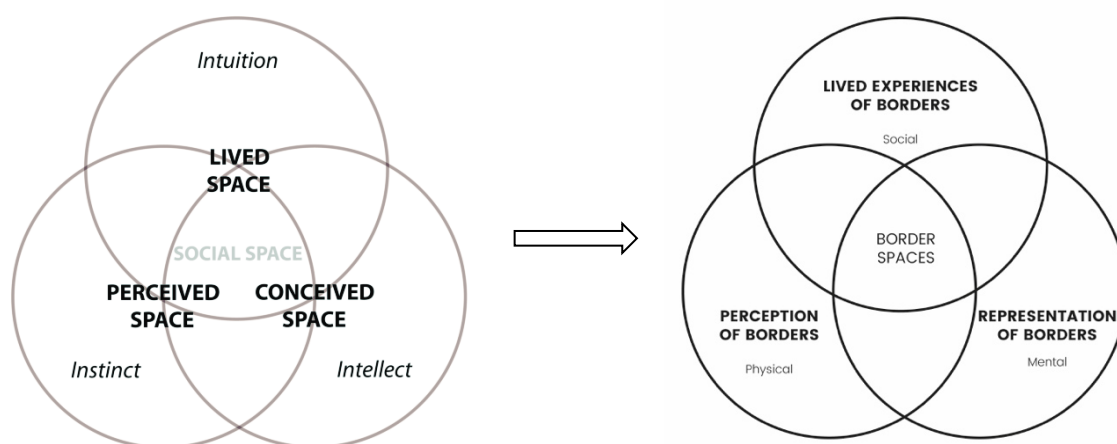 Intuition
LIVED
SPACE
SOCIAL SPACE
PERCEIVED
SPACE
CONCEIVED
SPACE
Instinct
Intellect
LIVED EXPERIENCES
OF BORDERS
Social
BORDER
SPACES
PERCEPTION
OF BORDERS
Physical
REPRESENTATION
OF BORDERS
Mental